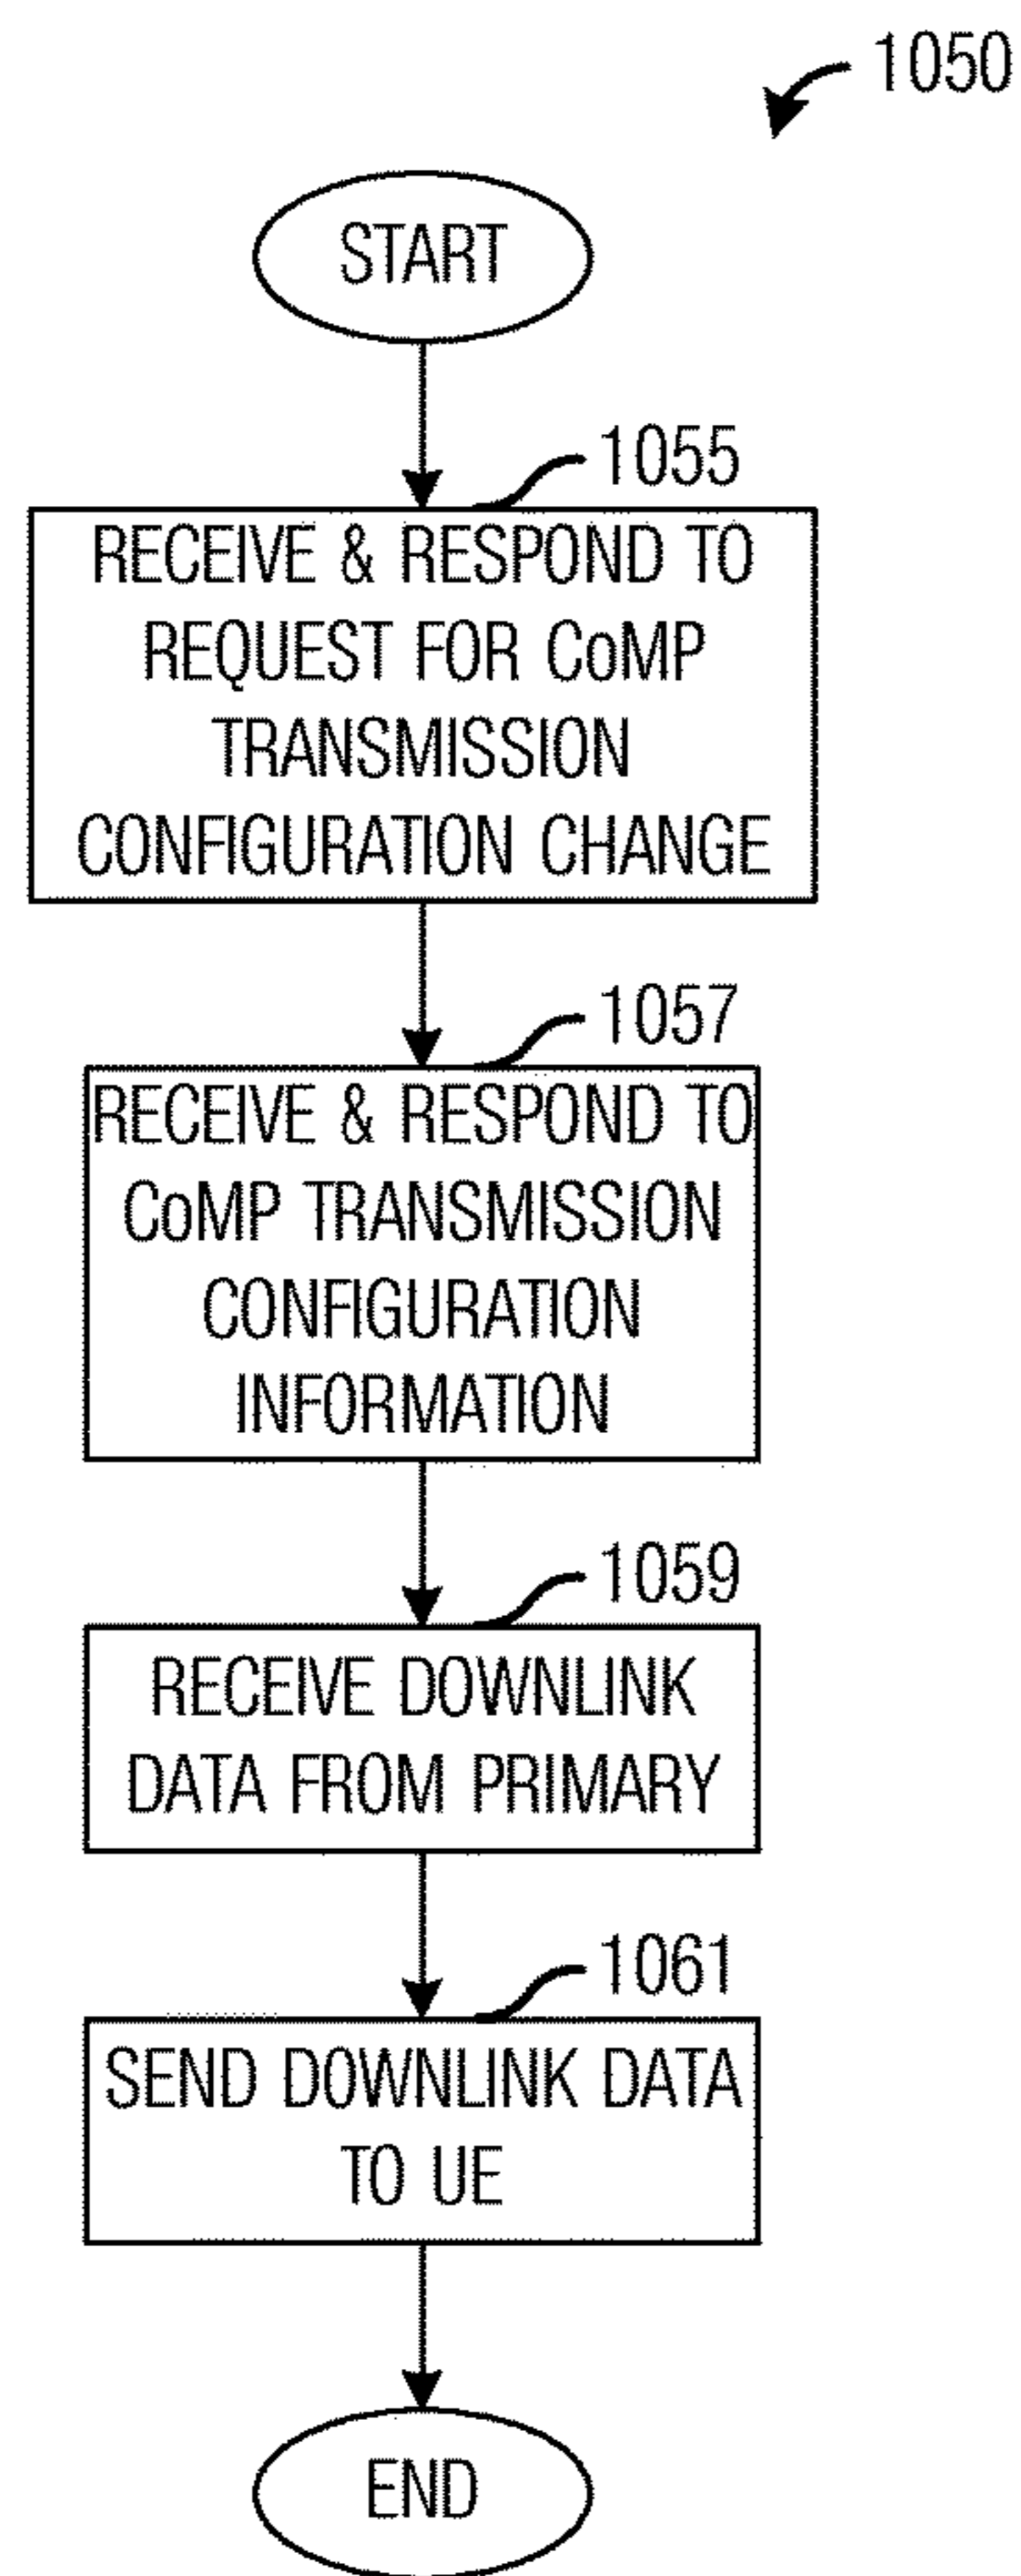 1050
START
1055
RECEIVE & RESPOND TO
REQUEST FOR CoMP
TRANSMISSION
CONFIGURATION CHANGE
1057
RECEIVE & RESPOND TO
CoMP TRANSMISSION
CONFIGURATION
INFORMATION
1059
RECEIVE DOWNLINK
DATA FROM PRIMARY
1061
SEND DOWNLINK DATA
TO UE
END